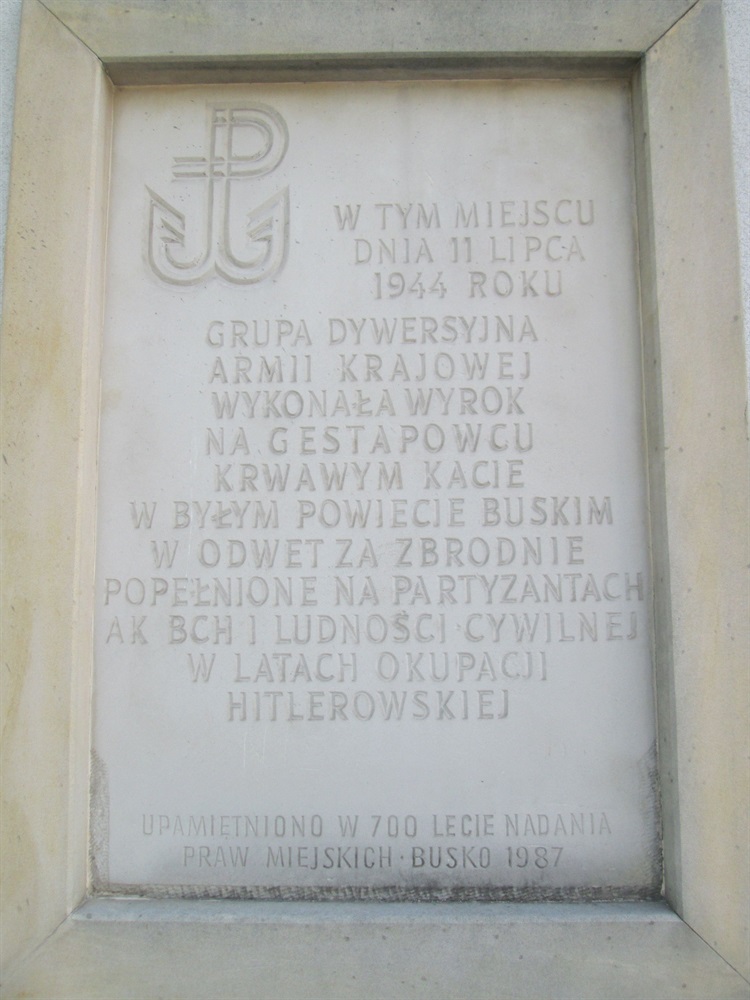 W TYM MIEJSCU
DNIA 11 LIPCA
1944 ROKU
GRUPA DYWERSYJNA
ARMII KRAJOWEJ
WYKONAŁA WYROK
NA GESTAPOWCU
KRWAWYM KACIE
W BYŁYM POWIECIE BUSKIM
W ODWET ZA ZBRODNIE
POPEŁNIONE NA PARTYZANTACH
AK BCH I LUDNOŚCI CYWILNEJ
W LATACH OKUPACJI
HITLEROWSKIEJ
UPAMIĘTNIONO W 700 LECIE NADANIA
PRAW MIEJSKICH · BUSKO 1987